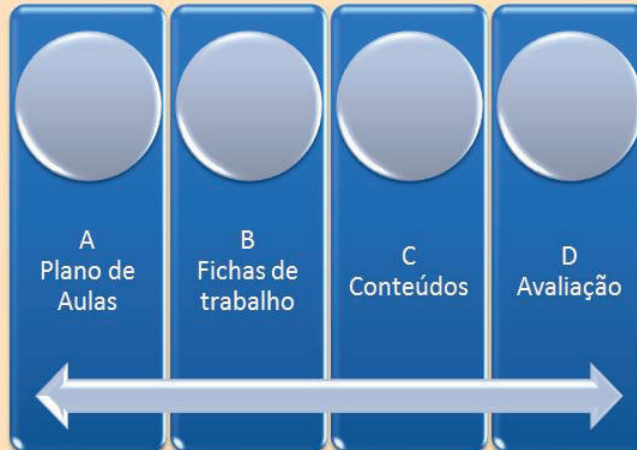 A
Plano de
Aulas
B
Fichas de
trabalho
C
Conteúdos
D
Avaliação